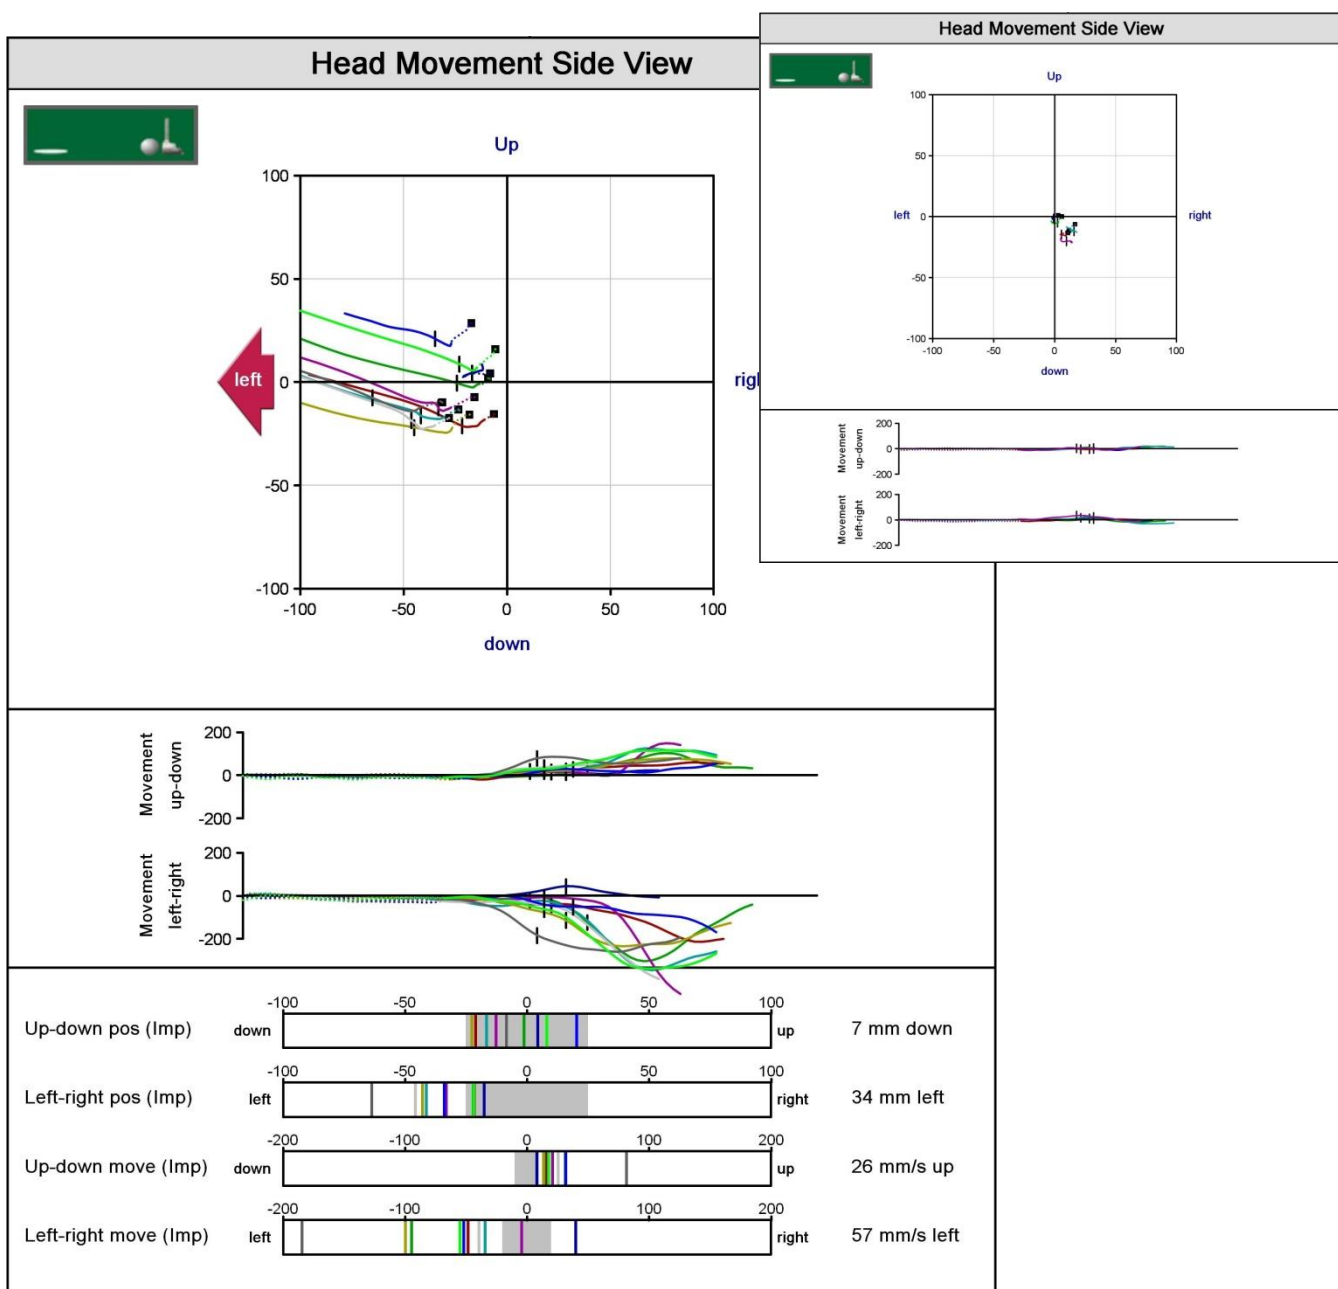 Head Movement Side View
Up
100
50
0
-50
-100
left
righ
-100 -50 0 50 100
down
Movement
up-down
200
0
-200
Movement
left-right
200
0
-200
-100 -50 0 50 100
Up-down pos (Imp) down up 7 mm down
-100 -50 0 50 100
Left-right pos (Imp) left right 34 mm left
-200 -100 0 100 200
Up-down move (Imp) down up 26 mm/s up
-200 -100 0 100 200
Left-right move (Imp) left right 57 mm/s left
Head Movement Side View
Up
100
50
left 0 right
-50
-100
-100 -50 0 50 100
down
Movement
up-down
200
0
-200
Movement
left-right
200
0
-200